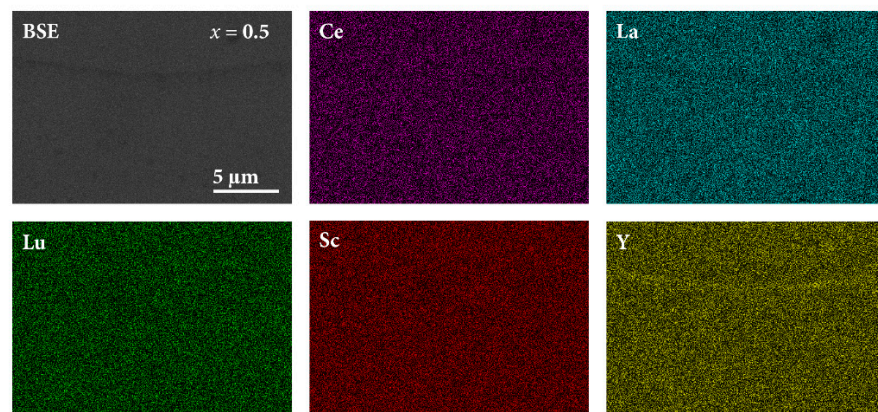 BSE
x = 0.5
Ce
La
5 μm
Lu
Sc
Y